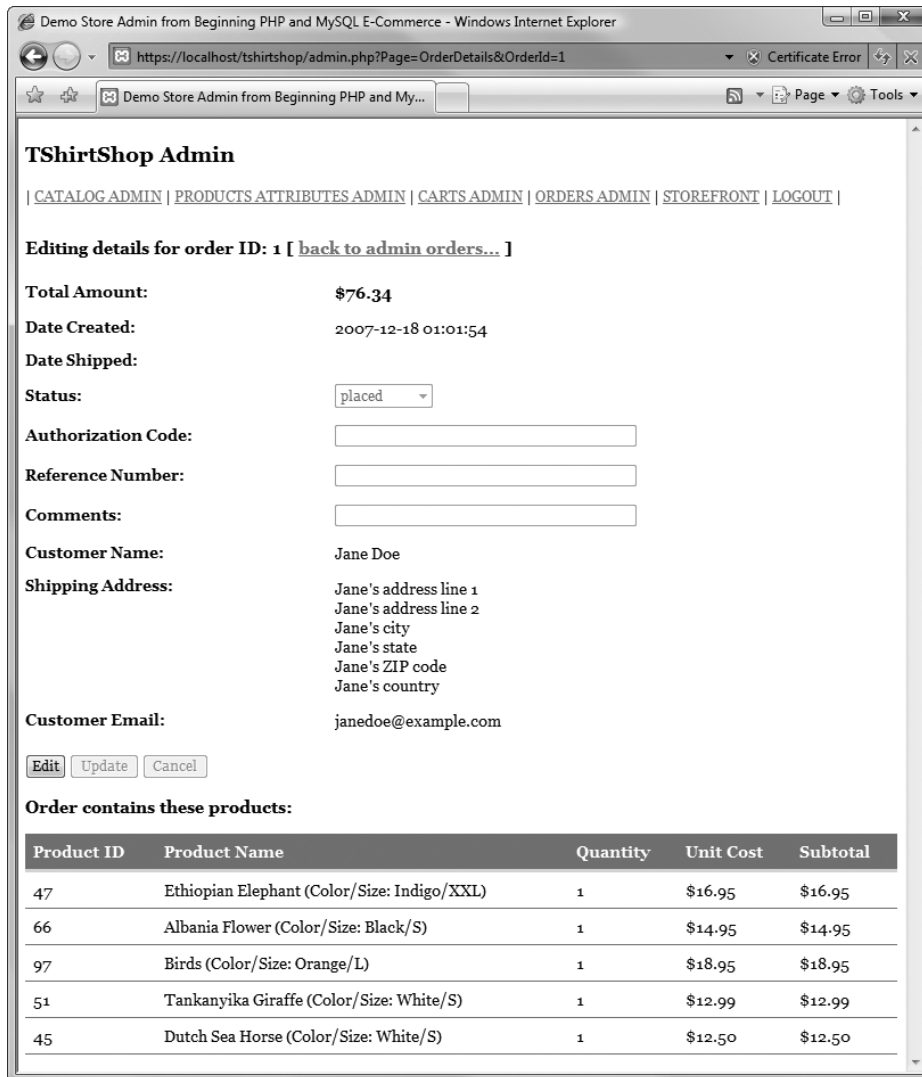 Demo Store Admin from Beginning PHP and MySQL E-Commerce - Windows Internet Explorer
https://localhost/tshirtshop/admin.php?Page=OrderDetails&OrderId=1 Certificate Error
Demo Store Admin from Beginning PHP and My... Page Tools
TShirtShop Admin
| CATALOG ADMIN | PRODUCTS ATTRIBUTES ADMIN | CARTS ADMIN | ORDERS ADMIN | STOREFRONT | LOGOUT |
Editing details for order ID: 1 [ back to admin orders... ]
Total Amount: $76.34
Date Created: 2007-12-18 01:01:54
Date Shipped:
Status: placed
Authorization Code:
Reference Number:
Comments:
Customer Name: Jane Doe
Shipping Address: Jane's address line 1
Jane's address line 2
Jane's city
Jane's state
Jane's ZIP code
Jane's country
Customer Email: janedoe@example.com
Edit Update Cancel
Order contains these products:
Product ID Product Name Quantity Unit Cost Subtotal
47 Ethiopian Elephant (Color/Size: Indigo/XXL) 1 $16.95 $16.95
66 Albania Flower (Color/Size: Black/S) 1 $14.95 $14.95
97 Birds (Color/Size: Orange/L) 1 $18.95 $18.95
51 Tankanyika Giraffe (Color/Size: White/S) 1 $12.99 $12.99
45 Dutch Sea Horse (Color/Size: White/S) 1 $12.50 $12.50